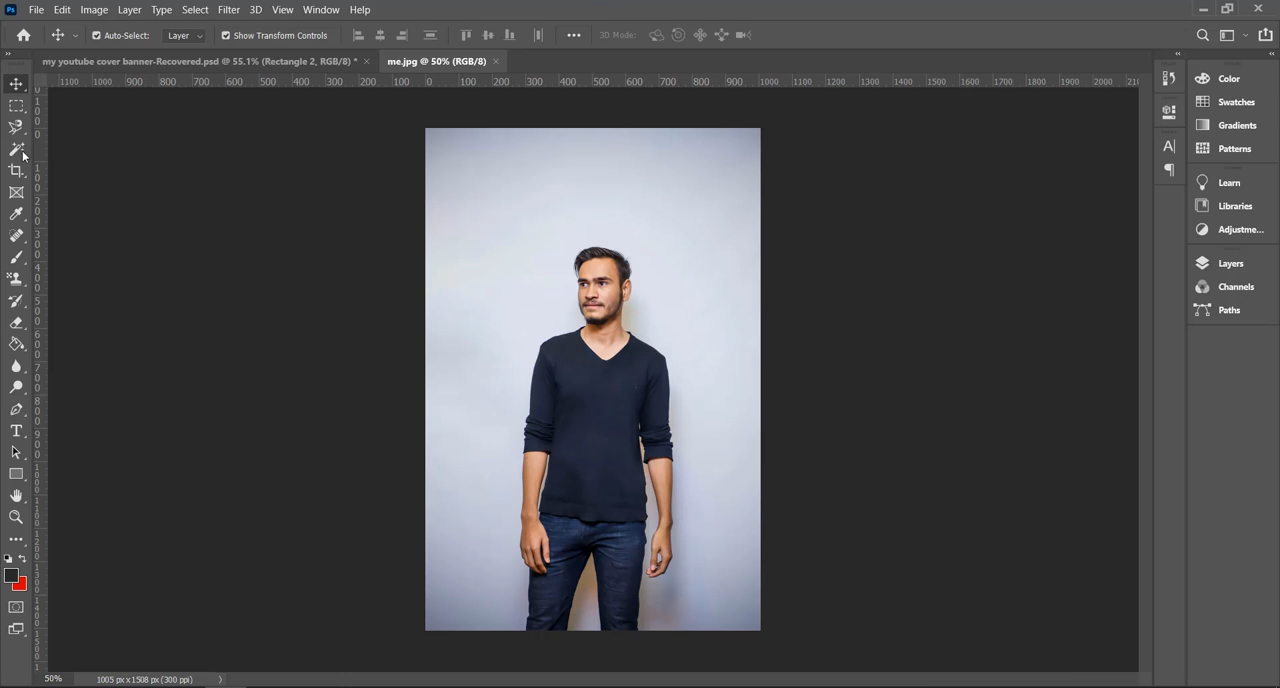 Ps File Edit Image Layer Type Select Filter 3D View Window Help
Auto-Select: Layer Show Transform Controls 3D Mode:
my youtube cover banner-Recovered.psd @ 55.1% (Rectangle 2, RGB/8) * × me.jpg @ 50% (RGB/8) ×
1100 1000 900 800 700 600 500 400 300 200 100 0 100 200 300 400 500 600 700 800 900 1000 1100 1200 1300 1400 1500 1600 1700 1800 1900 2000 210
Color
Swatches
Gradients
Patterns
Learn
Libraries
Adjustme...
Layers
Channels
Paths
50% 1005 px x 1508 px (300 ppi)